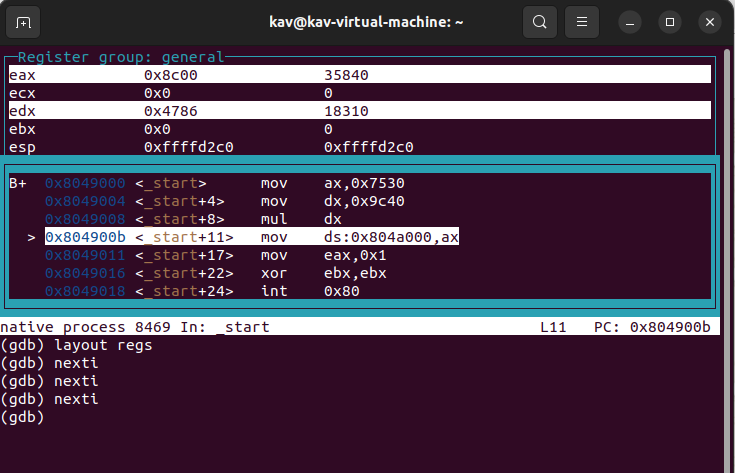 kav@kav-virtual-machine: ~
Register group: general
eax 0x8c00 35840
ecx 0x0 0
edx 0x4786 18310
ebx 0x0 0
esp 0xffffd2c0 0xffffd2c0
B+ 0x8049000 <_start> mov ax,0x7530
0x8049004 <_start+4> mov dx,0x9c40
0x8049008 <_start+8> mul dx
> 0x804900b <_start+11> mov ds:0x804a000,ax
0x8049011 <_start+17> mov eax,0x1
0x8049016 <_start+22> xor ebx,ebx
0x8049018 <_start+24> int 0x80
native process 8469 In: _start L11 PC: 0x804900b
(gdb) layout regs
(gdb) nexti
(gdb) nexti
(gdb) nexti
(gdb)